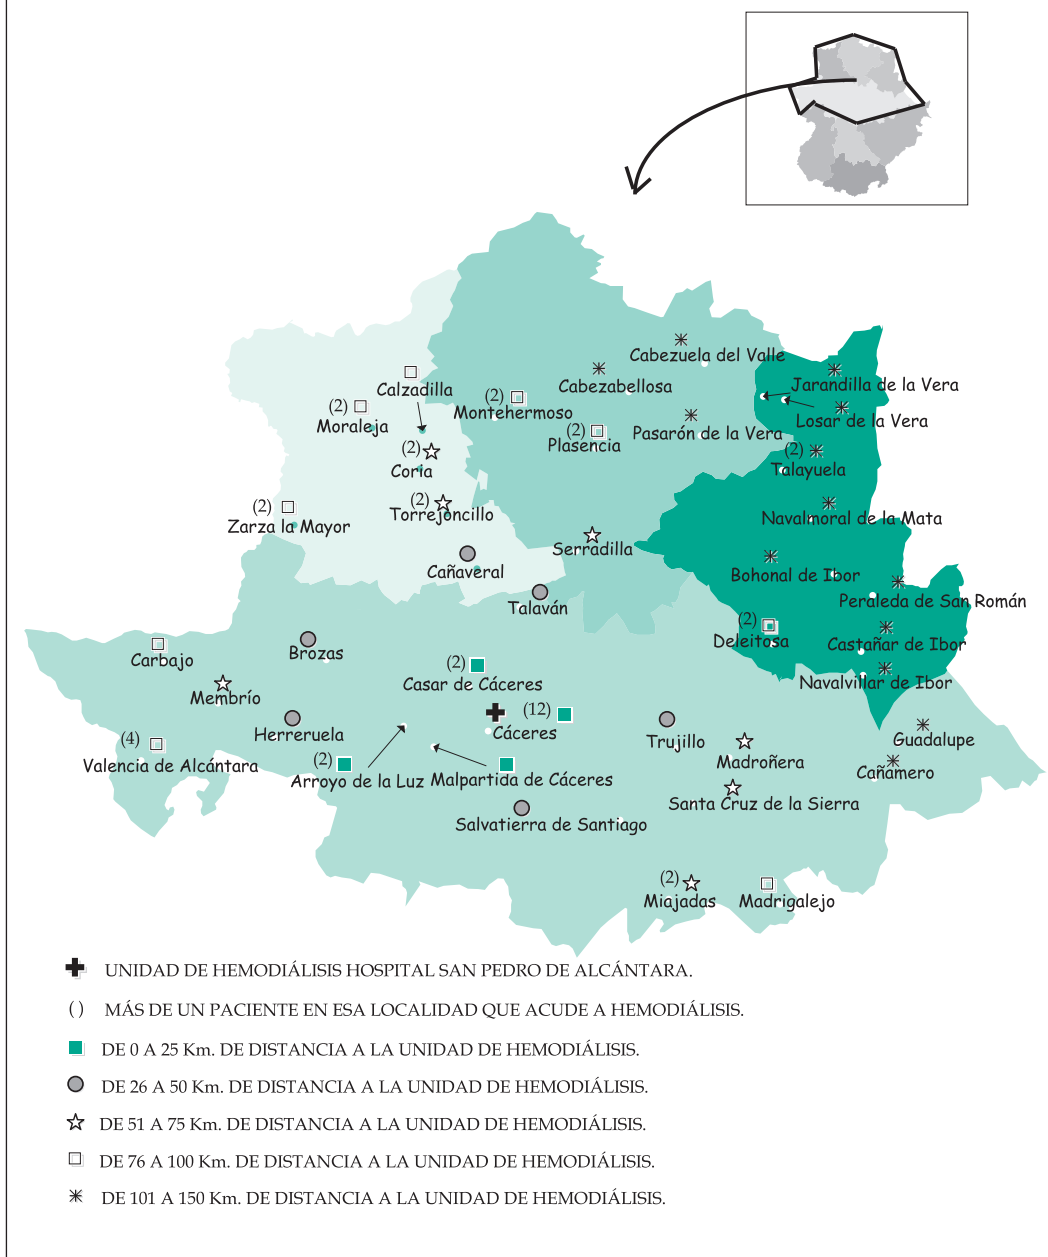 Cabezuela del Valle
Cabezabellosa
Jarandilla de la Vera
Calzadilla
(2)
Montehermoso
(2)
Moraleja
Losar de la Vera
(2)
Plasencia
Pasarón de la Vera
(2)
Coria
(2)
Talayuela
(2)
Torrejoncillo
(2)
Zarza la Mayor
Navalmoral de la Mata
Serradilla
Cañaveral
Bohonal de Ibor
Talaván
Peraleda de San Román
(2)
Deleitosa
Castañar de Ibor
Carbajo
Brozas
(2)
Casar de Cáceres
Navalvillar de Ibor
Membrío
(12)
Cáceres
Herreruela
Trujillo
Guadalupe
(4)
Valencia de Alcántara
(2)
Arroyo de la Luz
Malpartida de Cáceres
Madroñera
Cañamero
Santa Cruz de la Sierra
Salvatierra de Santiago
(2)
Miajadas
Madrigalejo
UNIDAD DE HEMODIÁLISIS HOSPITAL SAN PEDRO DE ALCÁNTARA.
( ) MÁS DE UN PACIENTE EN ESA LOCALIDAD QUE ACUDE A HEMODIÁLISIS.
DE 0 A 25 Km. DE DISTANCIA A LA UNIDAD DE HEMODIÁLISIS.
DE 26 A 50 Km. DE DISTANCIA A LA UNIDAD DE HEMODIÁLISIS.
DE 51 A 75 Km. DE DISTANCIA A LA UNIDAD DE HEMODIÁLISIS.
DE 76 A 100 Km. DE DISTANCIA A LA UNIDAD DE HEMODIÁLISIS.
DE 101 A 150 Km. DE DISTANCIA A LA UNIDAD DE HEMODIÁLISIS.